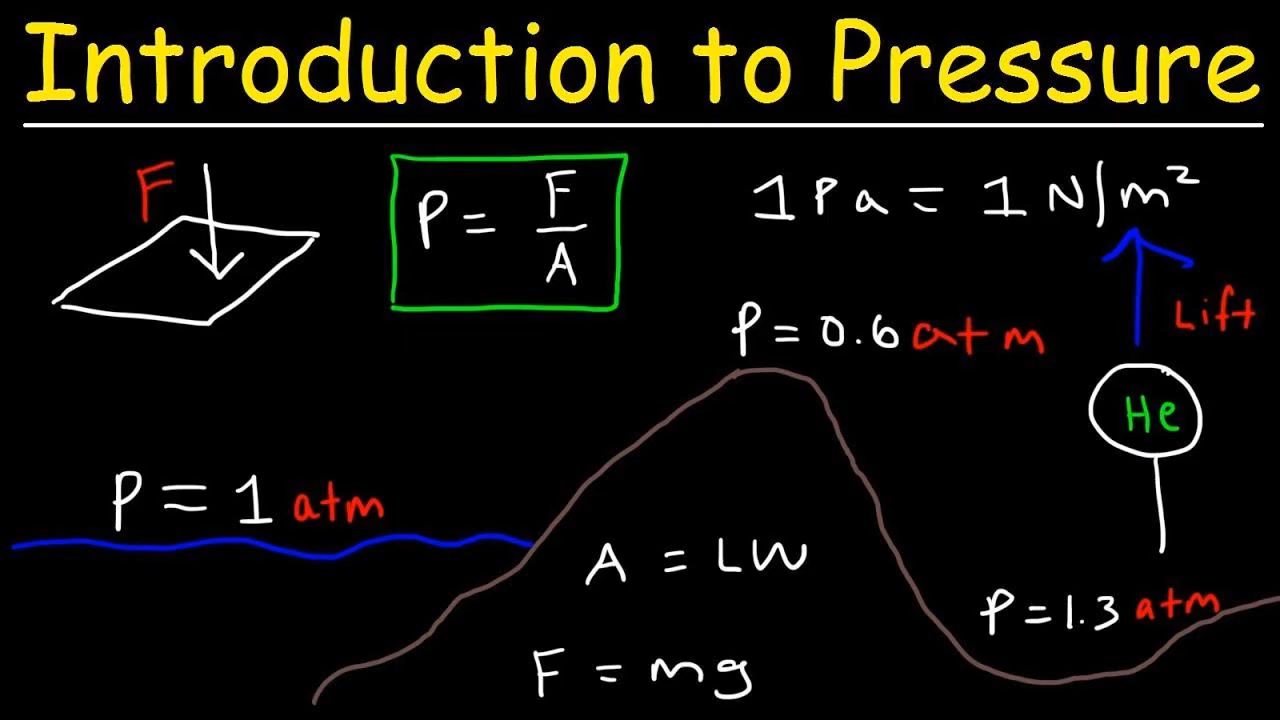 Introduction to Pressure
F
P = F/A
1 Pa = 1 N/m²
Lift
P = 0.6 atm
He
P = 1 atm
A = LW
P = 1.3 atm
F = mg